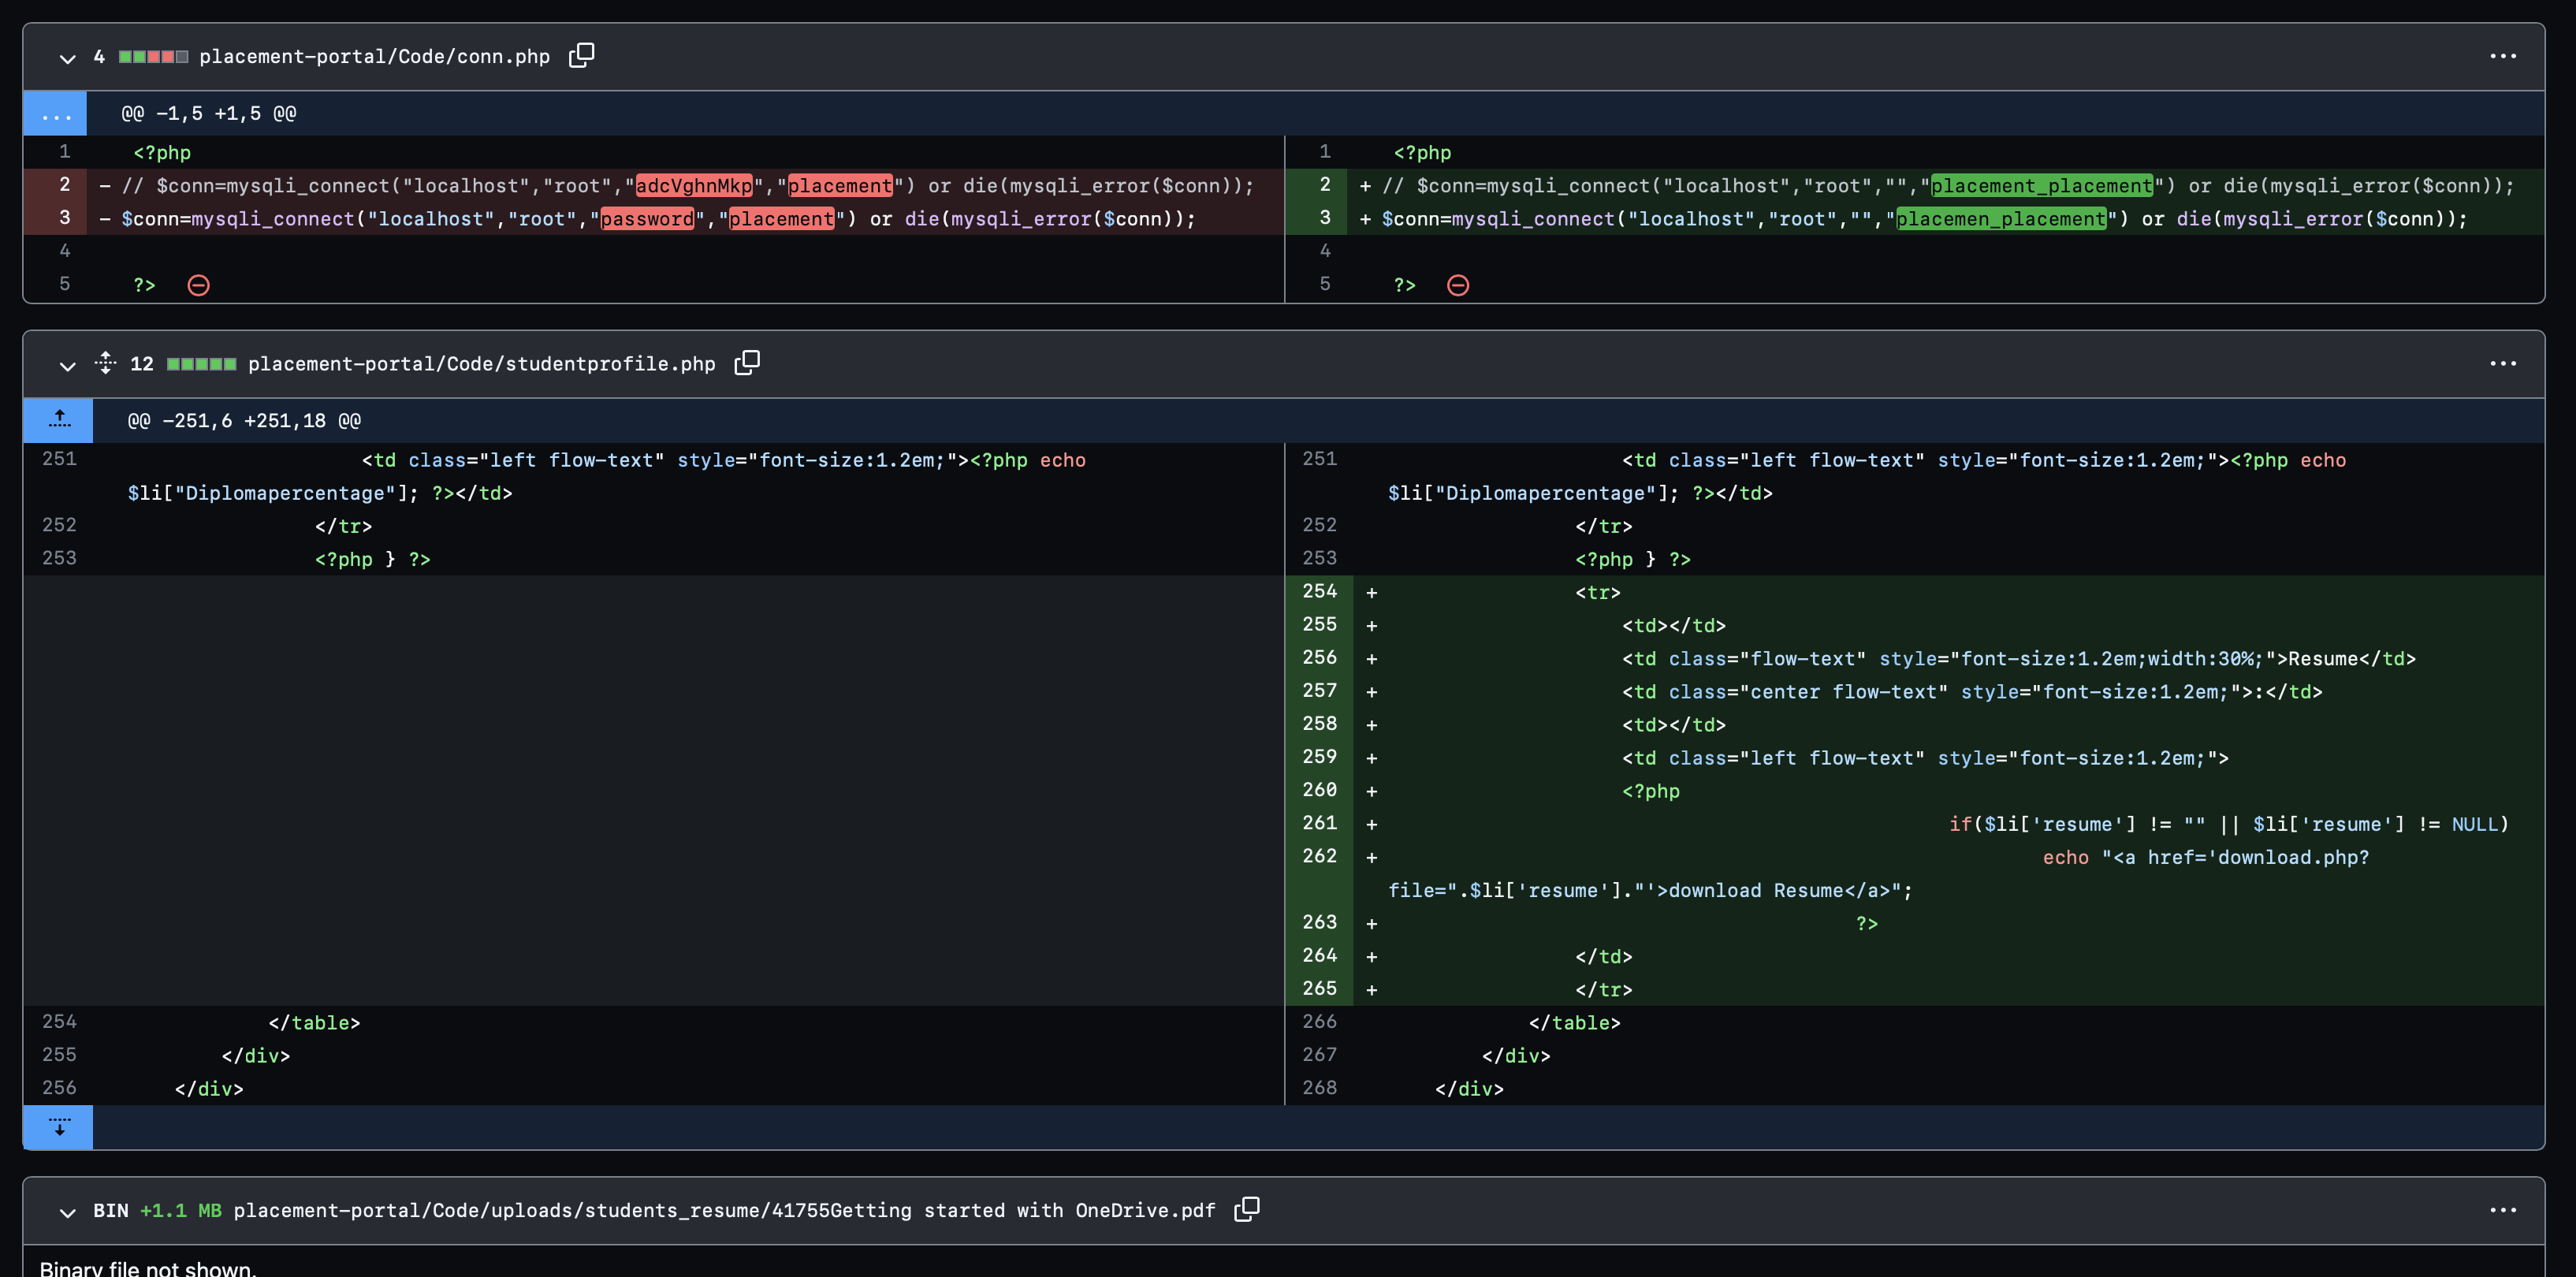 4 placement-portal/Code/conn.php
@@ -1,5 +1,5 @@
1 <?php
2 - // $conn=mysqli_connect("localhost","root","adcVghnMkp","placement") or die(mysqli_error($conn));
3 - $conn=mysqli_connect("localhost","root","password","placement") or die(mysqli_error($conn));
4
5 ?>
1 <?php
2 + // $conn=mysqli_connect("localhost","root","","placement_placement") or die(mysqli_error($conn));
3 + $conn=mysqli_connect("localhost","root","","placemen_placement") or die(mysqli_error($conn));
4
5 ?>
12 placement-portal/Code/studentprofile.php
@@ -251,6 +251,18 @@
251 <td class="left flow-text" style="font-size:1.2em;"><?php echo
$li["Diplomapercentage"]; ?></td>
252 </tr>
253 <?php } ?>
254 </table>
255 </div>
256 </div>
251 <td class="left flow-text" style="font-size:1.2em;"><?php echo
$li["Diplomapercentage"]; ?></td>
252 </tr>
253 <?php } ?>
254 + <tr>
255 + <td></td>
256 + <td class="flow-text" style="font-size:1.2em;width:30%;">Resume</td>
257 + <td class="center flow-text" style="font-size:1.2em;">:</td>
258 + <td></td>
259 + <td class="left flow-text" style="font-size:1.2em;">
260 + <?php
261 + if($li['resume'] != "" || $li['resume'] != NULL)
262 + echo "<a href='download.php?
file=".$li['resume']."'>download Resume</a>";
263 + ?>
264 + </td>
265 + </tr>
266 </table>
267 </div>
268 </div>
BIN +1.1 MB placement-portal/Code/uploads/students_resume/41755Getting started with OneDrive.pdf
Binary file not shown.